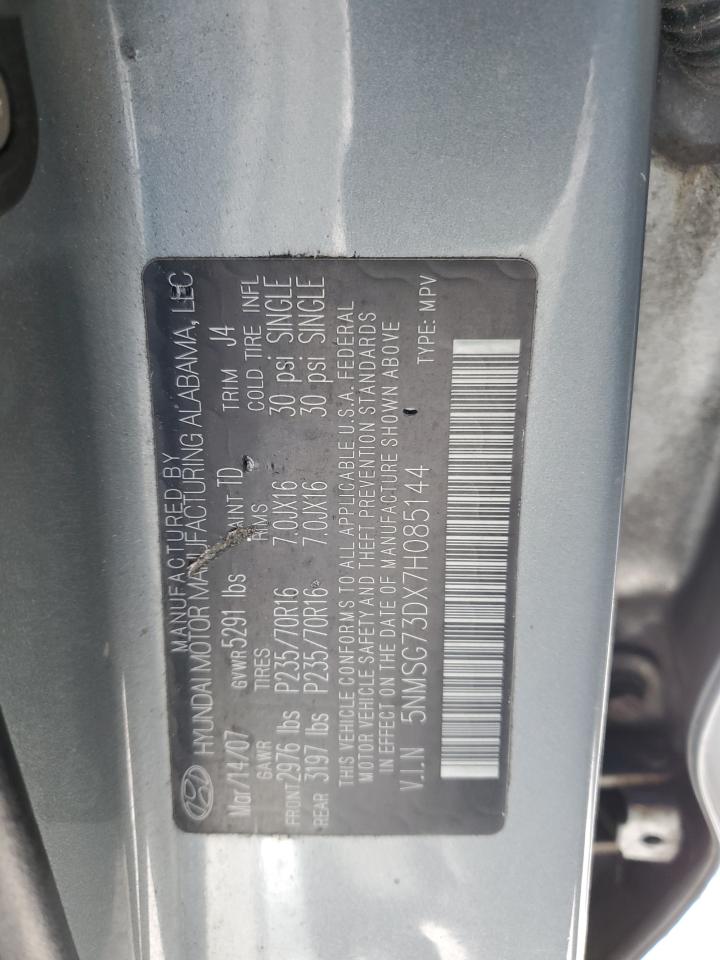 MANUFACTURED BY
HYUNDAI MOTOR MANUFACTURING ALABAMA, LLC
Mar/14/07 GVWR 5291 lbs PAINT TD TRIM J4
GAWR TIRES RIMS COLD TIRE INFL
FRONT 2976 lbs P235/70R16 7.0JX16 30 psi SINGLE
REAR 3197 lbs P235/70R16 7.0JX16 30 psi SINGLE
THIS VEHICLE CONFORMS TO ALL APPLICABLE U.S.A. FEDERAL
MOTOR VEHICLE SAFETY AND THEFT PREVENTION STANDARDS
IN EFFECT ON THE DATE OF MANUFACTURE SHOWN ABOVE
V.I.N 5NMSG73DX7H085144 TYPE: MPV